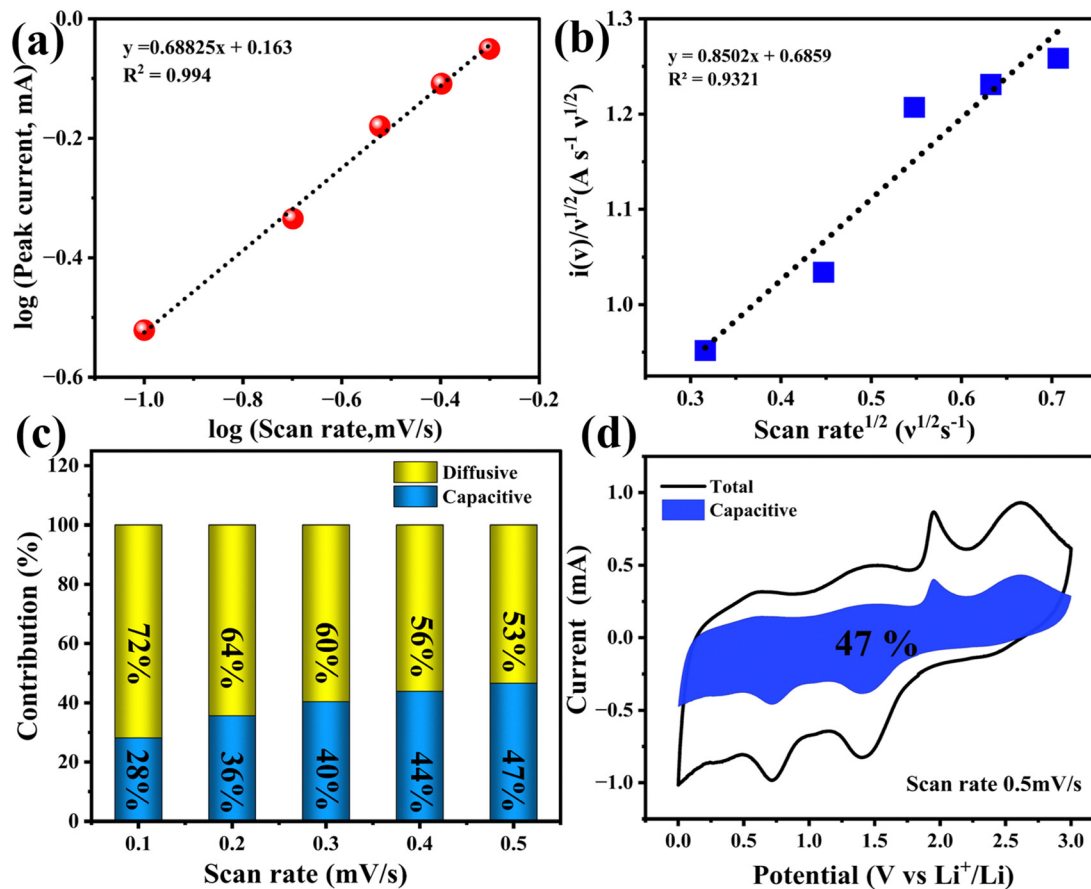 (a)
y =0.68825x + 0.163
R² = 0.994
log (Peak current, mA)
0.0
−0.2
−0.4
−0.6
−1.0
−0.8
−0.6
−0.4
−0.2
log (Scan rate,mV/s)
(b)
y = 0.8502x + 0.6859
R² = 0.9321
i(v)/v^1/2(A s⁻¹ v^1/2)
1.3
1.2
1.1
1.0
0.3
0.4
0.5
0.6
0.7
Scan rate^1/2 (v^1/2s⁻¹)
(c)
Diffusive
Capacitive
Contribution (%)
120
100
80
60
40
20
0
72%
64%
60%
56%
53%
28%
36%
40%
44%
47%
0.1
0.2
0.3
0.4
0.5
Scan rate (mV/s)
(d)
Total
Capacitive
Current (mA)
1.0
0.5
0.0
−0.5
−1.0
47 %
Scan rate 0.5mV/s
0.0
0.5
1.0
1.5
2.0
2.5
3.0
Potential (V vs Li⁺/Li)